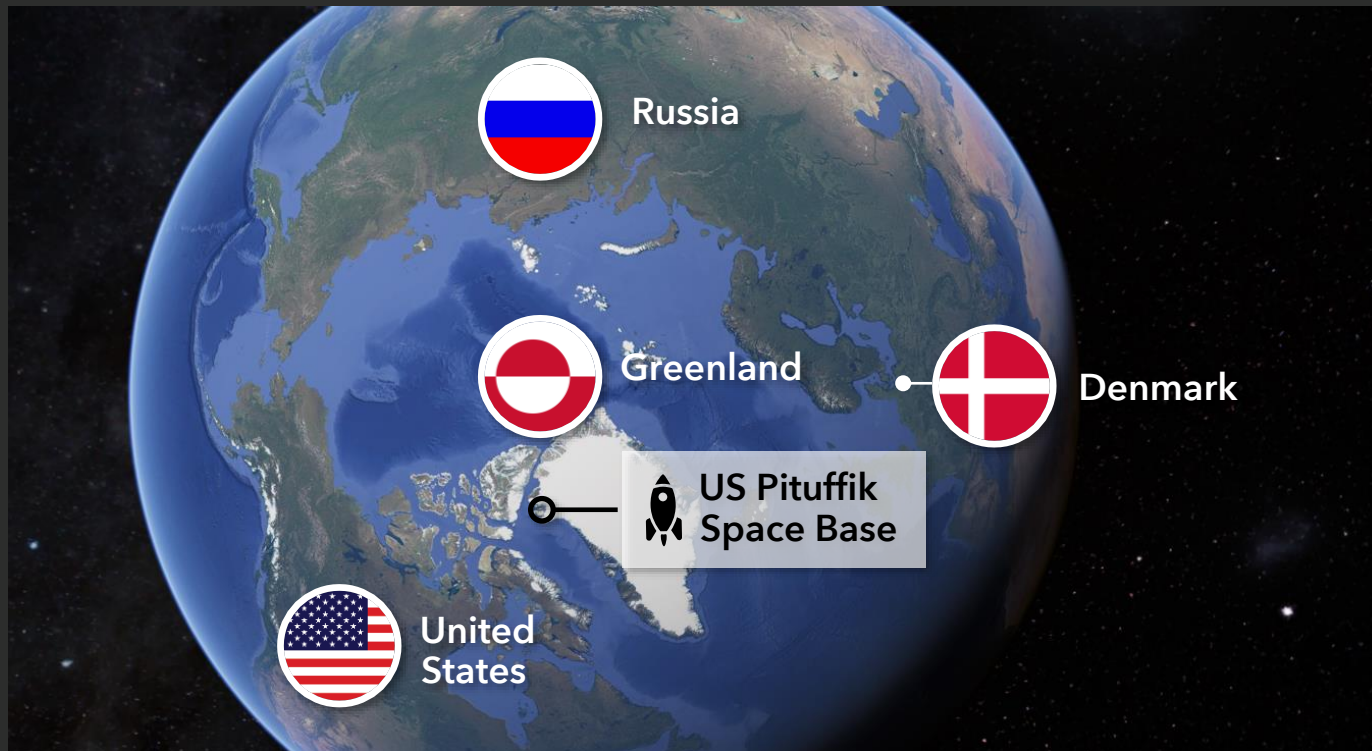 Russia
Greenland
Denmark
US Pituffik
Space Base
United
States